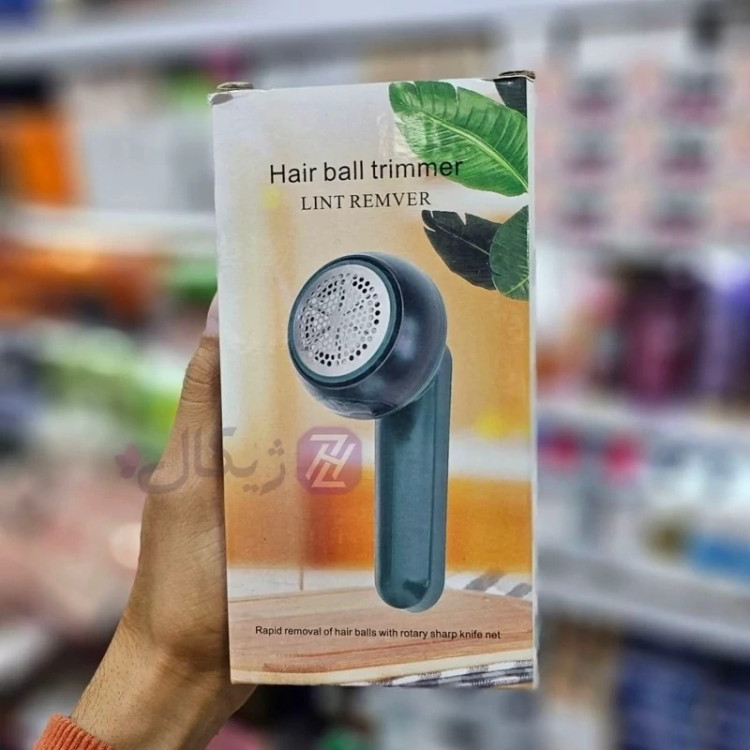 Hair ball trimmer
LINT REMVER
ژیکال
Rapid removal of hair balls with rotary sharp knife net